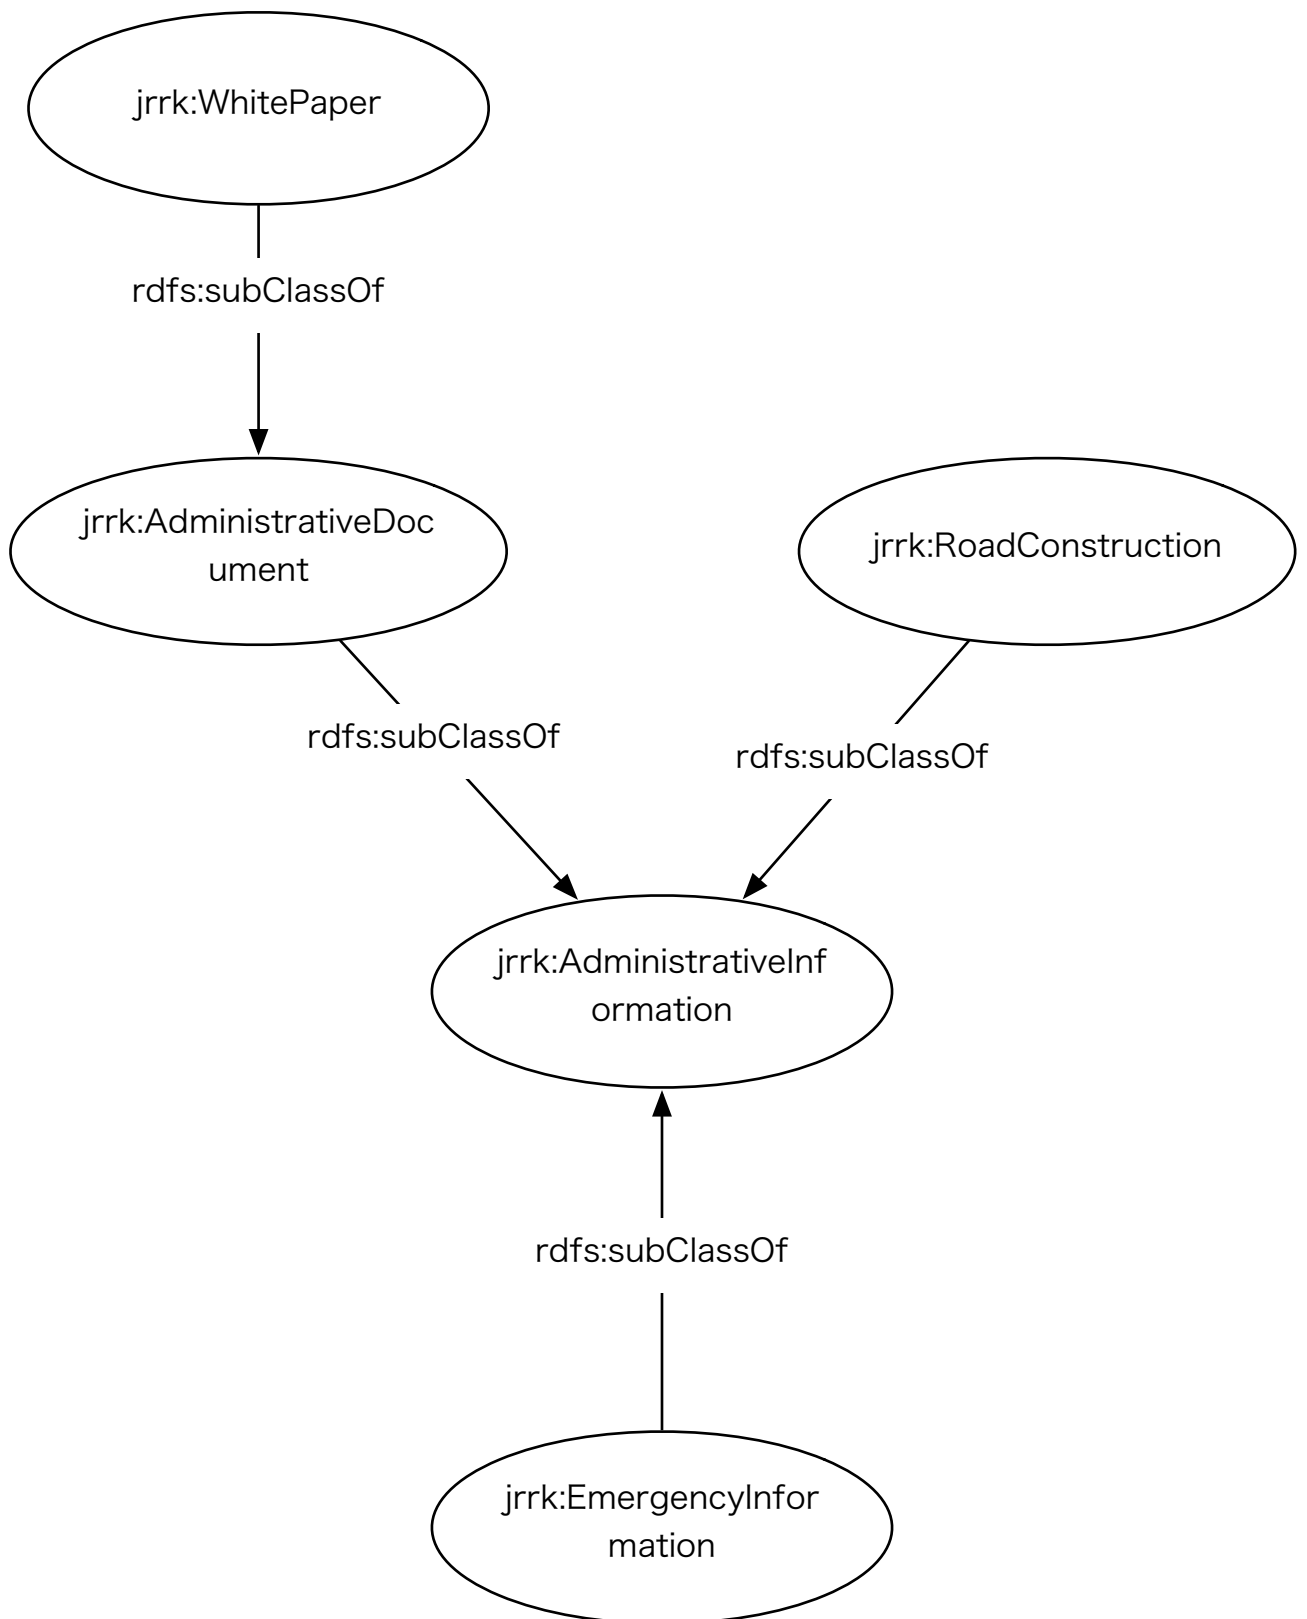 jrrk:WhitePaper
rdfs:subClassOf
jrrk:AdministrativeDoc
ument
jrrk:RoadConstruction
rdfs:subClassOf
rdfs:subClassOf
jrrk:AdministrativeInf
ormation
rdfs:subClassOf
jrrk:EmergencyInfor
mation